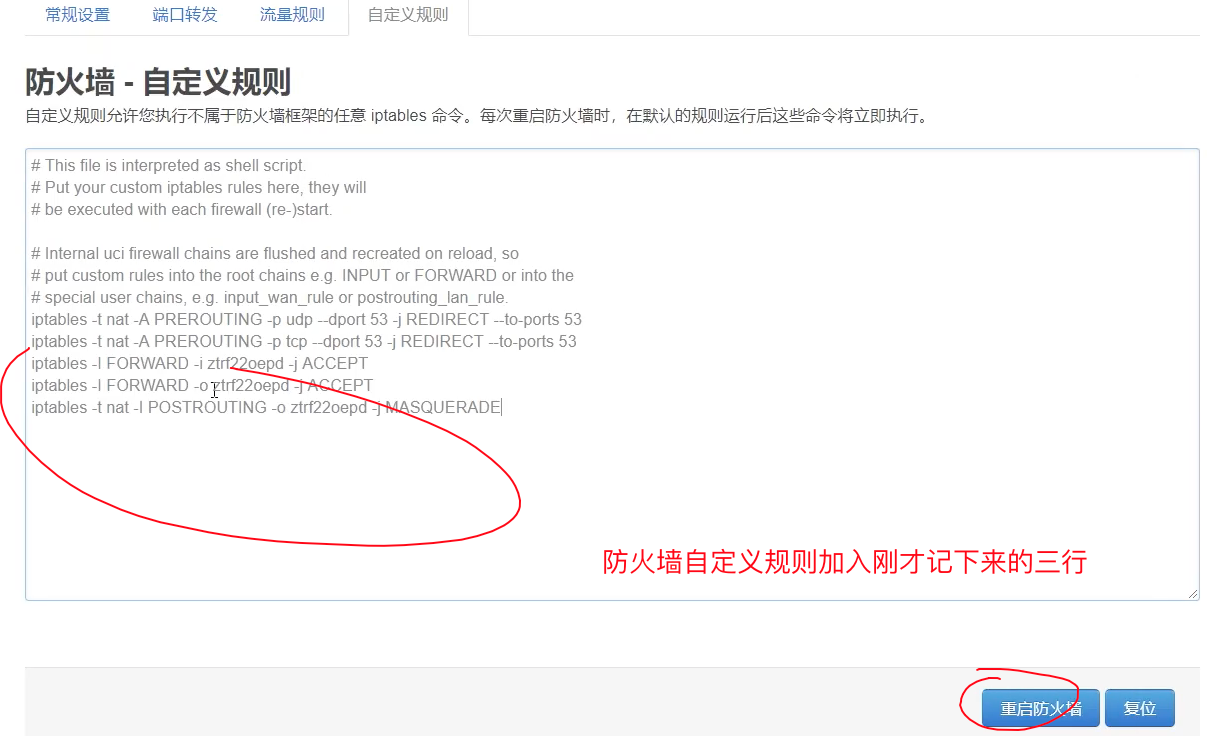 常规设置 端口转发 流量规则 自定义规则
防火墙 - 自定义规则
自定义规则允许您执行不属于防火墙框架的任意 iptables 命令。每次重启防火墙时，在默认的规则运行后这些命令将立即执行。
# This file is interpreted as shell script.
# Put your custom iptables rules here, they will
# be executed with each firewall (re-)start.
# Internal uci firewall chains are flushed and recreated on reload, so
# put custom rules into the root chains e.g. INPUT or FORWARD or into the
# special user chains, e.g. input_wan_rule or postrouting_lan_rule.
iptables -t nat -A PREROUTING -p udp --dport 53 -j REDIRECT --to-ports 53
iptables -t nat -A PREROUTING -p tcp --dport 53 -j REDIRECT --to-ports 53
iptables -I FORWARD -i ztrf22oepd -j ACCEPT
iptables -I FORWARD -o ztrf22oepd -j ACCEPT
iptables -t nat -I POSTROUTING -o ztrf22oepd -j MASQUERADE
防火墙自定义规则加入刚才记下来的三行
重启防火墙 复位